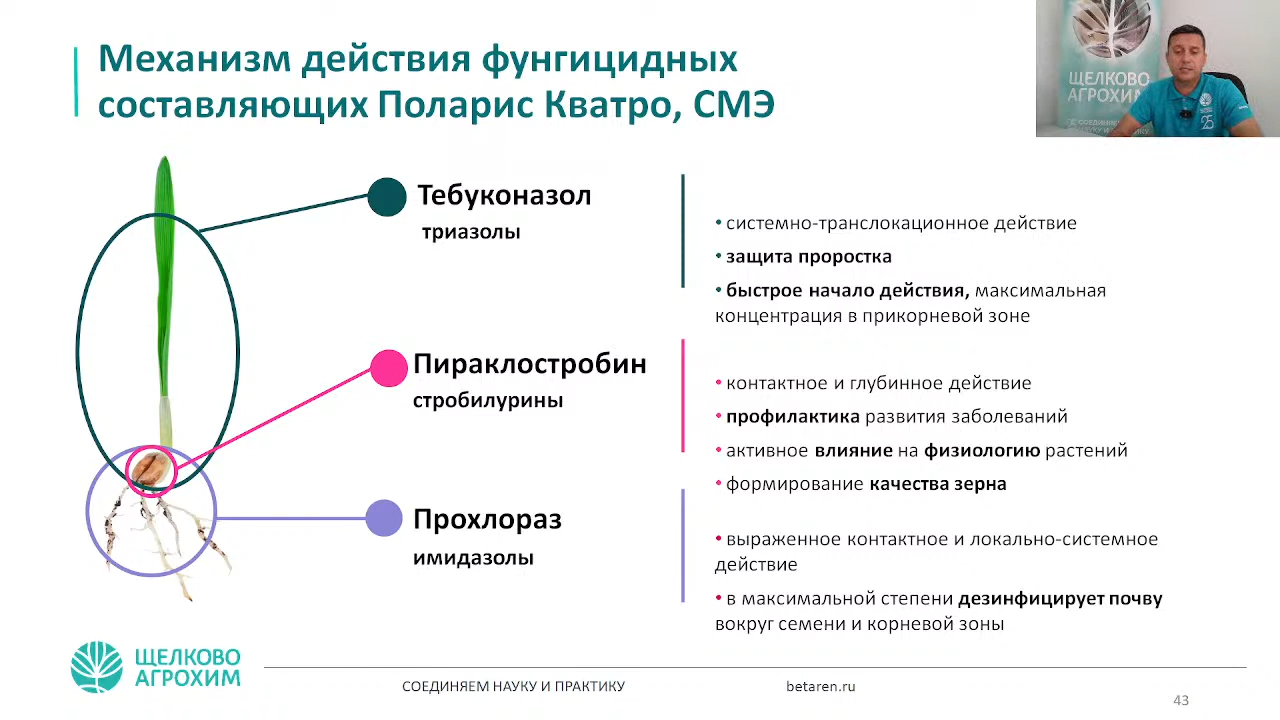 Механизм действия фунгицидных
составляющих Поларис Кватро, СМЭ
ЩЕЛКОВО
АГРОХИМ
Тебуконазол
триазолы
• системно-транслокационное действие
• защита проростка
• быстрое начало действия, максимальная
концентрация в прикорневой зоне
Пираклостробин
стробилурины
• контактное и глубинное действие
• профилактика развития заболеваний
• активное влияние на физиологию растений
• формирование качества зерна
Прохлораз
имидазолы
• выраженное контактное и локально-системное
действие
• в максимальной степени дезинфицирует почву
вокруг семени и корневой зоны
ЩЕЛКОВО
АГРОХИМ
СОЕДИНЯЕМ НАУКУ И ПРАКТИКУ
betaren.ru
43